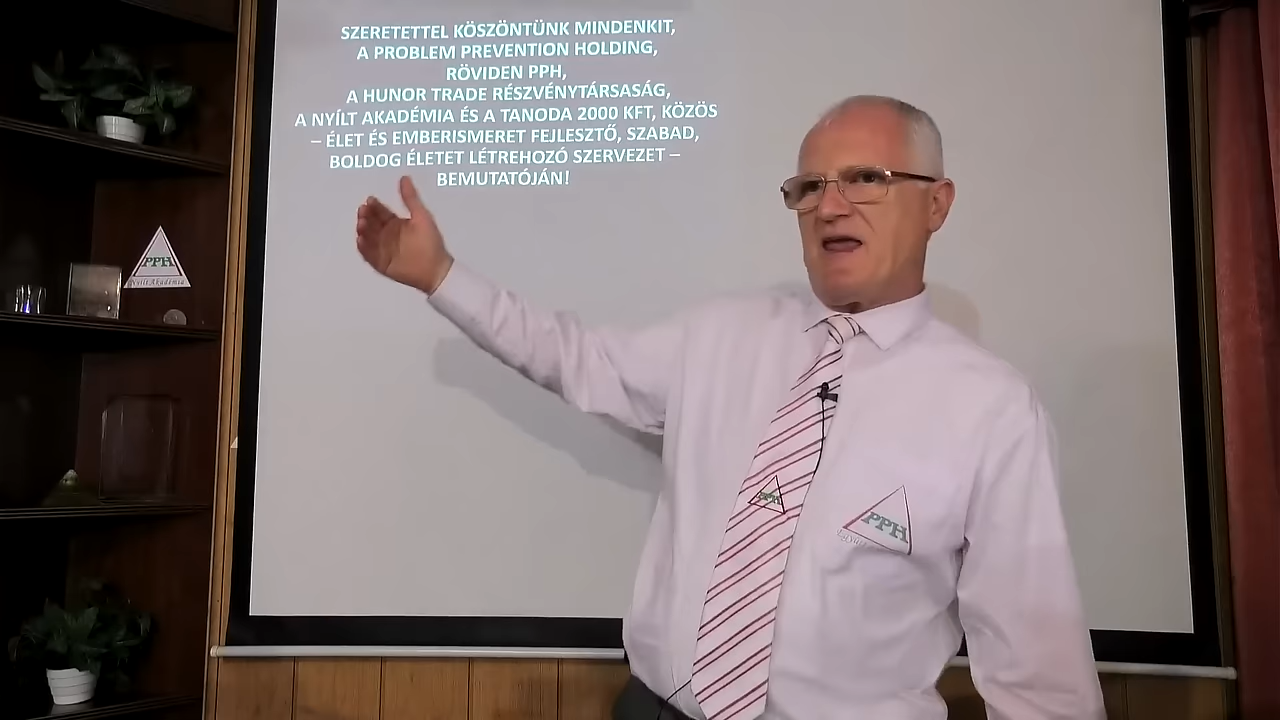 SZERETETTEL KÖSZÖNTÜNK MINDENKIT,
A PROBLEM PREVENTION HOLDING,
RÖVIDEN PPH,
A HUNOR TRADE RÉSZVÉNYTÁRSASÁG,
A NYÍLT AKADÉMIA ÉS A TANODA 2000 KFT, KÖZÖS
– ÉLET ÉS EMBERISMERET FEJLESZTŐ, SZABAD,
BOLDOG ÉLETET LÉTREHOZÓ SZERVEZET –
BEMUTATÓJÁN!
PPH
Nyílt Akadémia
PPH
PPH